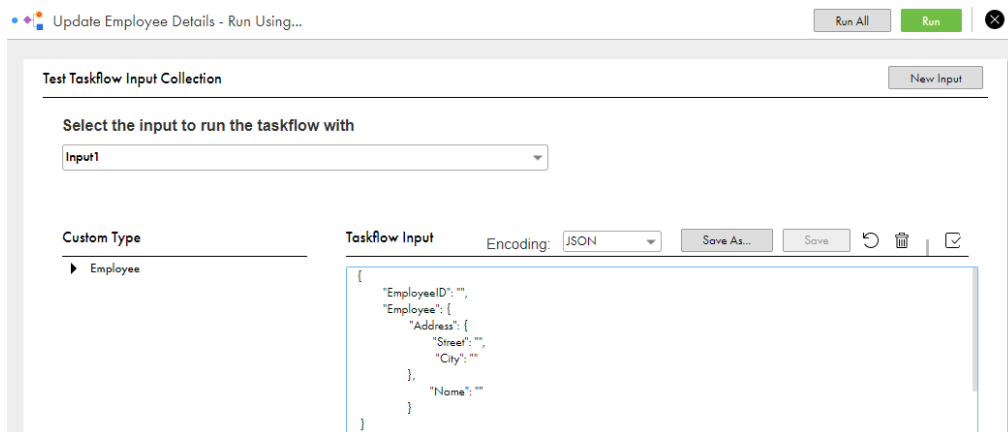 Update Employee Details - Run Using...
Run All
Run
Test Taskflow Input Collection
New Input
Select the input to run the taskflow with
Input1
Custom Type
Taskflow Input
Encoding:
JSON
Save As...
Save
Employee
{
"EmployeeID": "",
"Employee": {
"Address": {
"Street": "",
"City": ""
},
"Name": ""
}
}